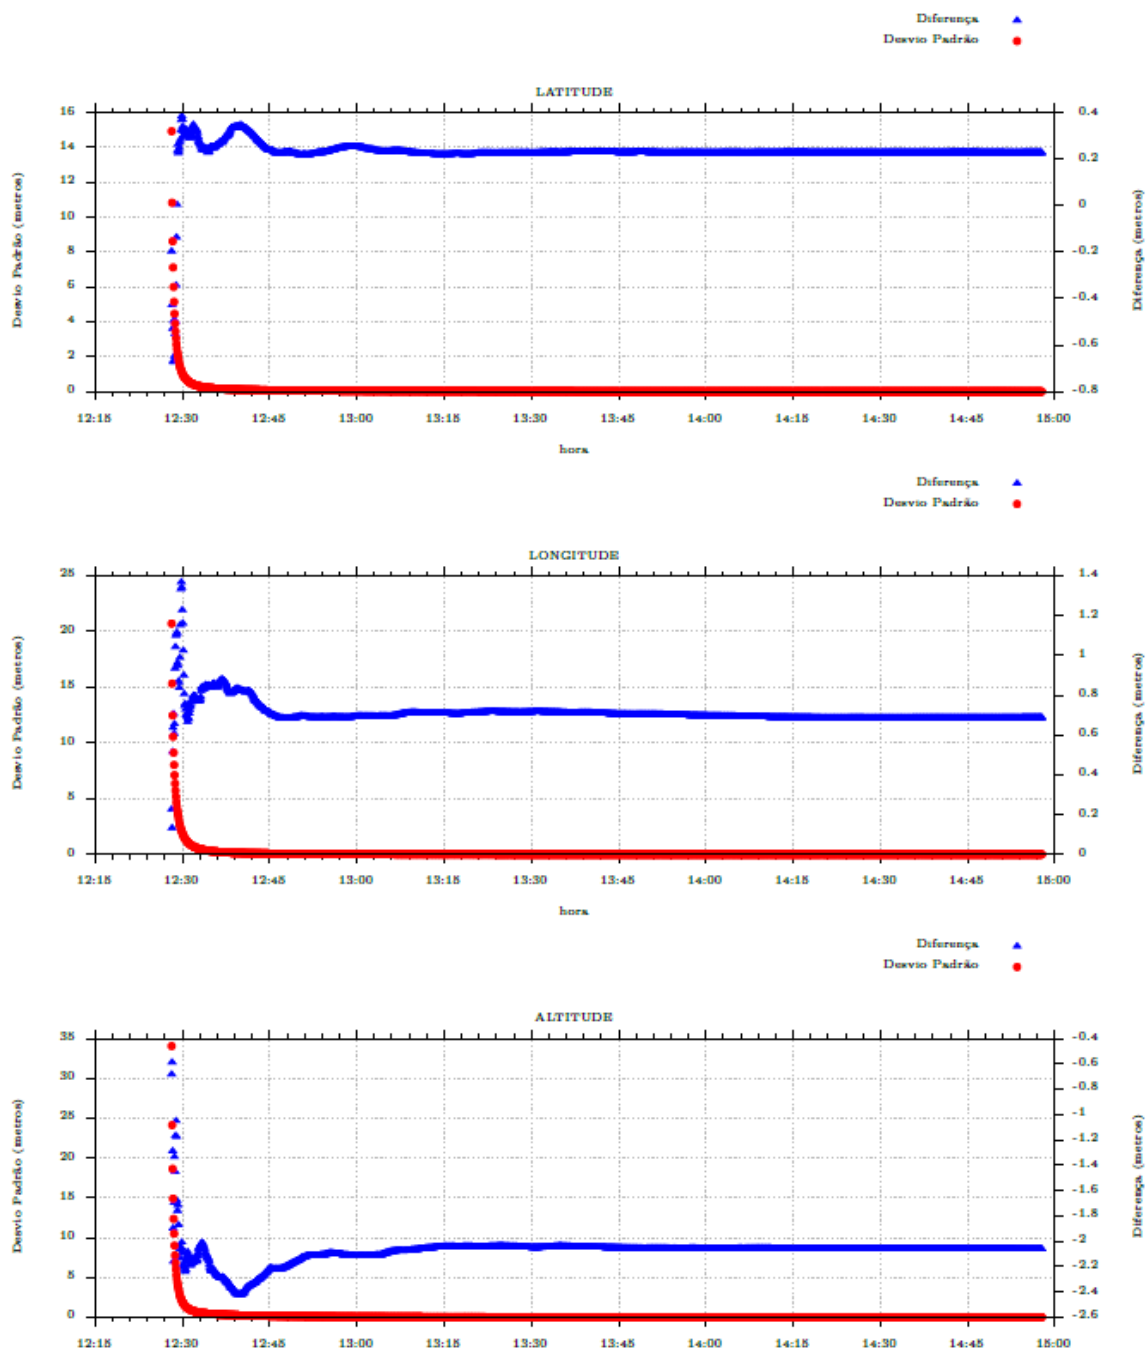 Diferença
Desvio Padrão
LATITUDE
16 14 12 10 8 6 4 2 0
Desvio Padrão (metros)
0.4 0.2 0 -0.2 -0.4 -0.6 -0.8
Diferença (metros)
12:15 12:30 12:45 13:00 13:15 13:30 13:45 14:00 14:15 14:30 14:45 15:00
hora
Diferença
Desvio Padrão
LONGITUDE
25 20 15 10 5 0
Desvio Padrão (metros)
1.4 1.2 1 0.8 0.6 0.4 0.2 0
Diferença (metros)
12:15 12:30 12:45 13:00 13:15 13:30 13:45 14:00 14:15 14:30 14:45 15:00
hora
Diferença
Desvio Padrão
ALTITUDE
35 30 25 20 15 10 5 0
Desvio Padrão (metros)
-0.4 -0.6 -0.8 -1 -1.2 -1.4 -1.6 -1.8 -2 -2.2 -2.4 -2.6
Diferença (metros)
12:15 12:30 12:45 13:00 13:15 13:30 13:45 14:00 14:15 14:30 14:45 15:00